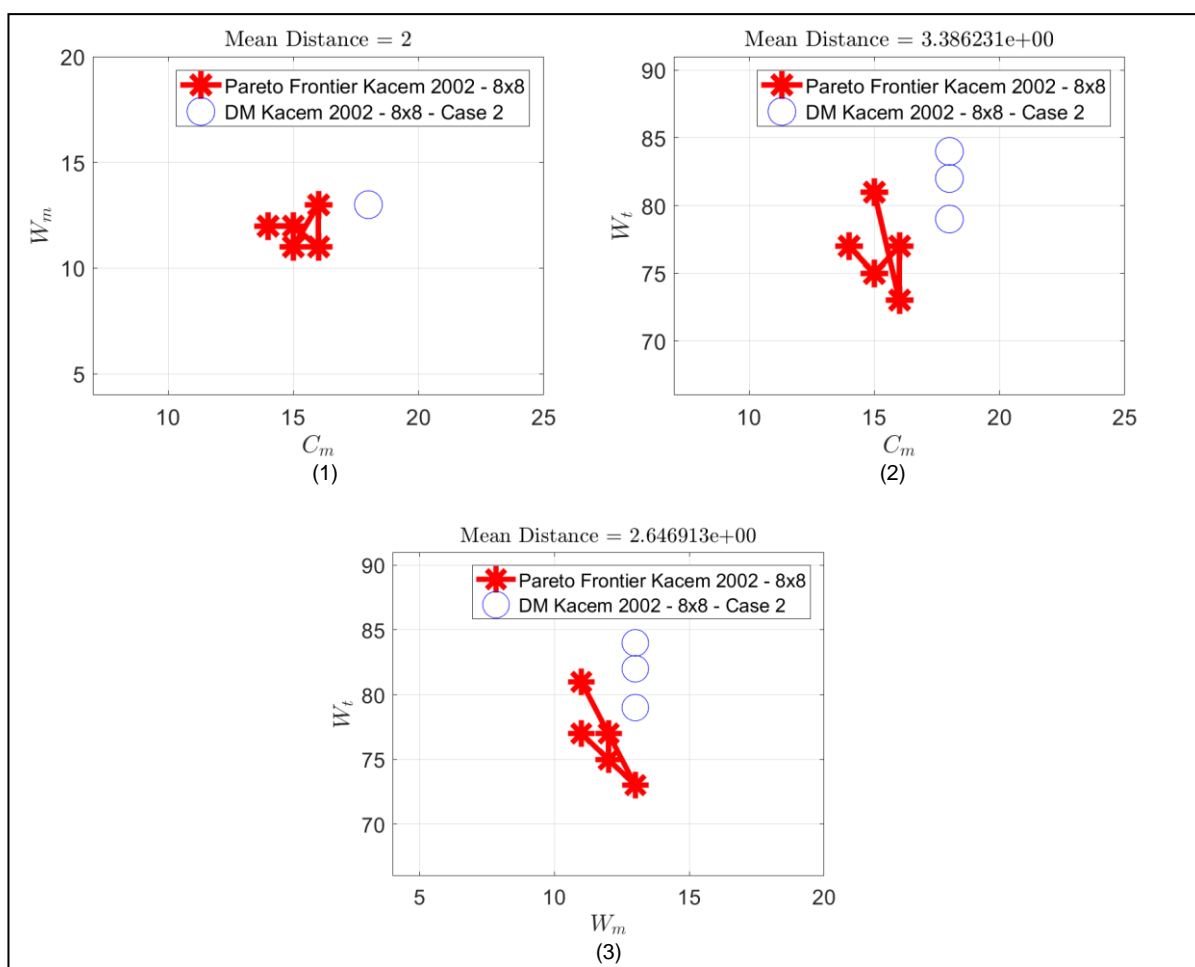 Mean Distance = 2
20
15
10
5
W_m
Pareto Frontier Kacem 2002 - 8x8
DM Kacem 2002 - 8x8 - Case 2
10 15 20 25
C_m
(1)
Mean Distance = 3.386231e+00
90
85
80
75
70
W_t
Pareto Frontier Kacem 2002 - 8x8
DM Kacem 2002 - 8x8 - Case 2
10 15 20 25
C_m
(2)
Mean Distance = 2.646913e+00
90
85
80
75
70
W_t
Pareto Frontier Kacem 2002 - 8x8
DM Kacem 2002 - 8x8 - Case 2
5 10 15 20
W_m
(3)